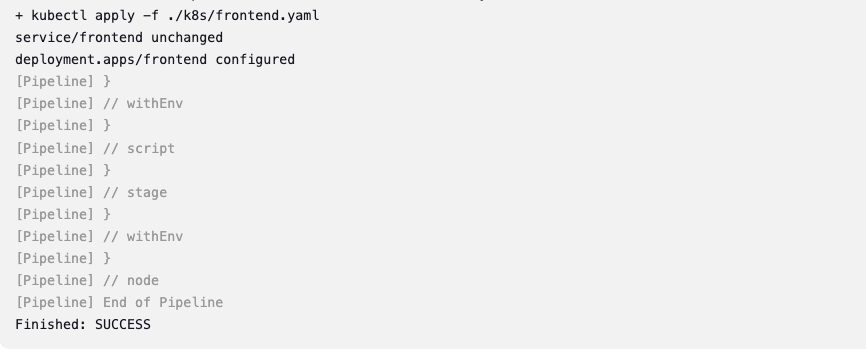 + kubectl apply -f ./k8s/frontend.yaml
service/frontend unchanged
deployment.apps/frontend configured
[Pipeline] }
[Pipeline] // withEnv
[Pipeline] }
[Pipeline] // script
[Pipeline] }
[Pipeline] // stage
[Pipeline] }
[Pipeline] // withEnv
[Pipeline] }
[Pipeline] // node
[Pipeline] End of Pipeline
Finished: SUCCESS